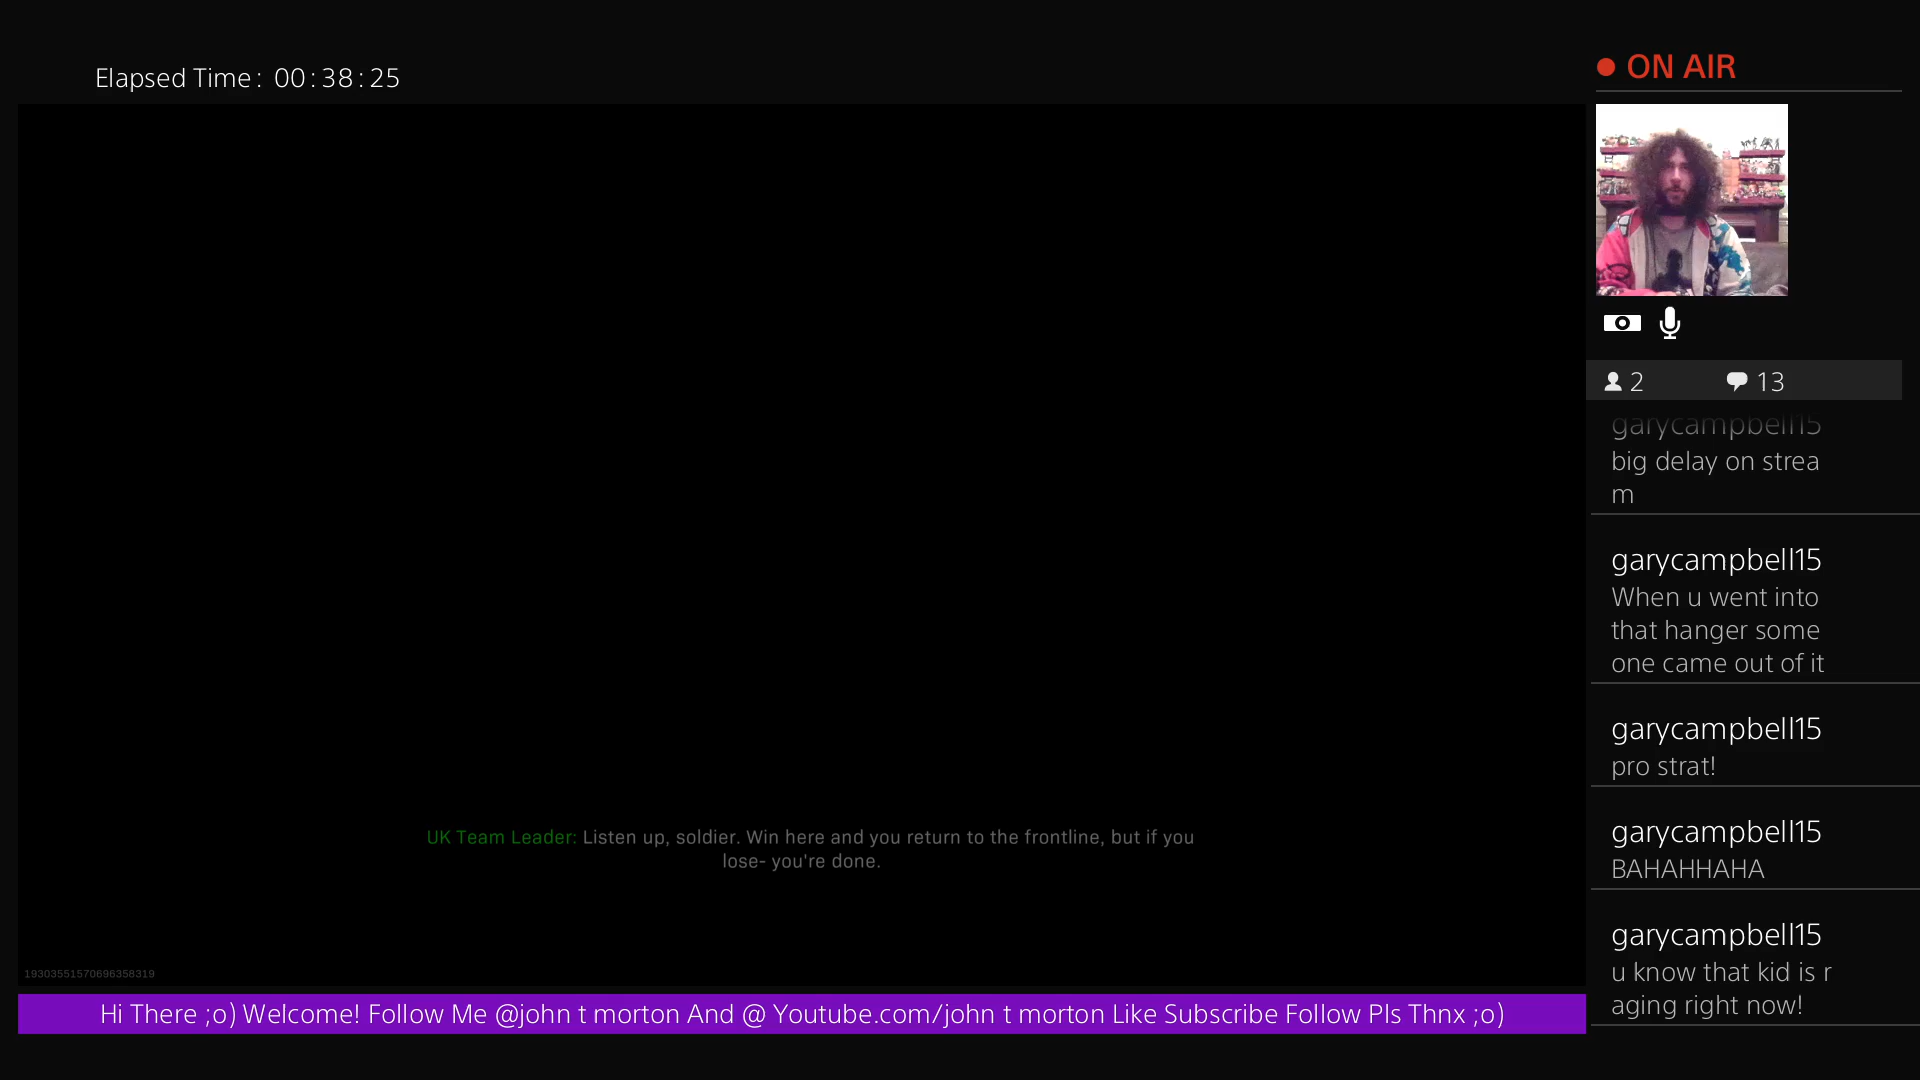 Elapsed Time: 00:38:25
ON AIR
2
13
garycampbell15
big delay on strea
m
garycampbell15
When u went into
that hanger some
one came out of it
garycampbell15
pro strat!
garycampbell15
BAHAHHAHA
garycampbell15
u know that kid is r
aging right now!
UK Team Leader: Listen up, soldier. Win here and you return to the frontline, but if you
lose- you're done.
19303551570696358319
Hi There ;o) Welcome! Follow Me @john t morton And @ Youtube.com/john t morton Like Subscribe Follow Pls Thnx ;o)